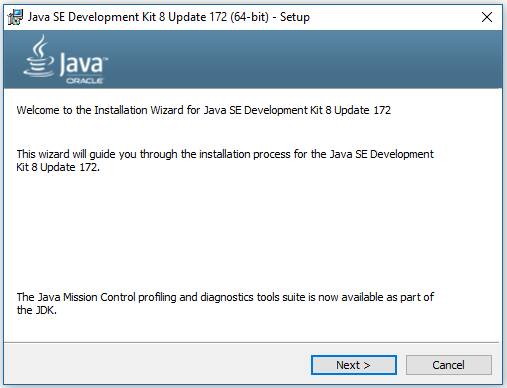 Java SE Development Kit 8 Update 172 (64-bit) - Setup
Java™
ORACLE
Welcome to the Installation Wizard for Java SE Development Kit 8 Update 172
This wizard will guide you through the installation process for the Java SE Development
Kit 8 Update 172.
The Java Mission Control profiling and diagnostics tools suite is now available as part of
the JDK.
Next > Cancel